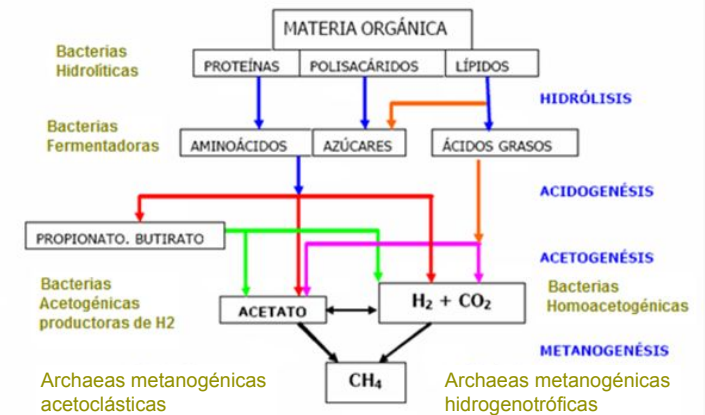 MATERIA ORGÁNICA
Bacterias
Hidrolíticas
PROTEÍNAS POLISACÁRIDOS LÍPIDOS
HIDRÓLISIS
Bacterias
Fermentadoras
AMINOÁCIDOS AZÚCARES ÁCIDOS GRASOS
ACIDOGENÉSIS
PROPIONATO. BUTIRATO
ACETOGENÉSIS
Bacterias
Acetogénicas
productoras de H2
ACETATO
H₂ + CO₂
Bacterias
Homoacetogénicas
METANOGENÉSIS
CH₄
Archaeas metanogénicas
acetoclásticas
Archaeas metanogénicas
hidrogenotróficas